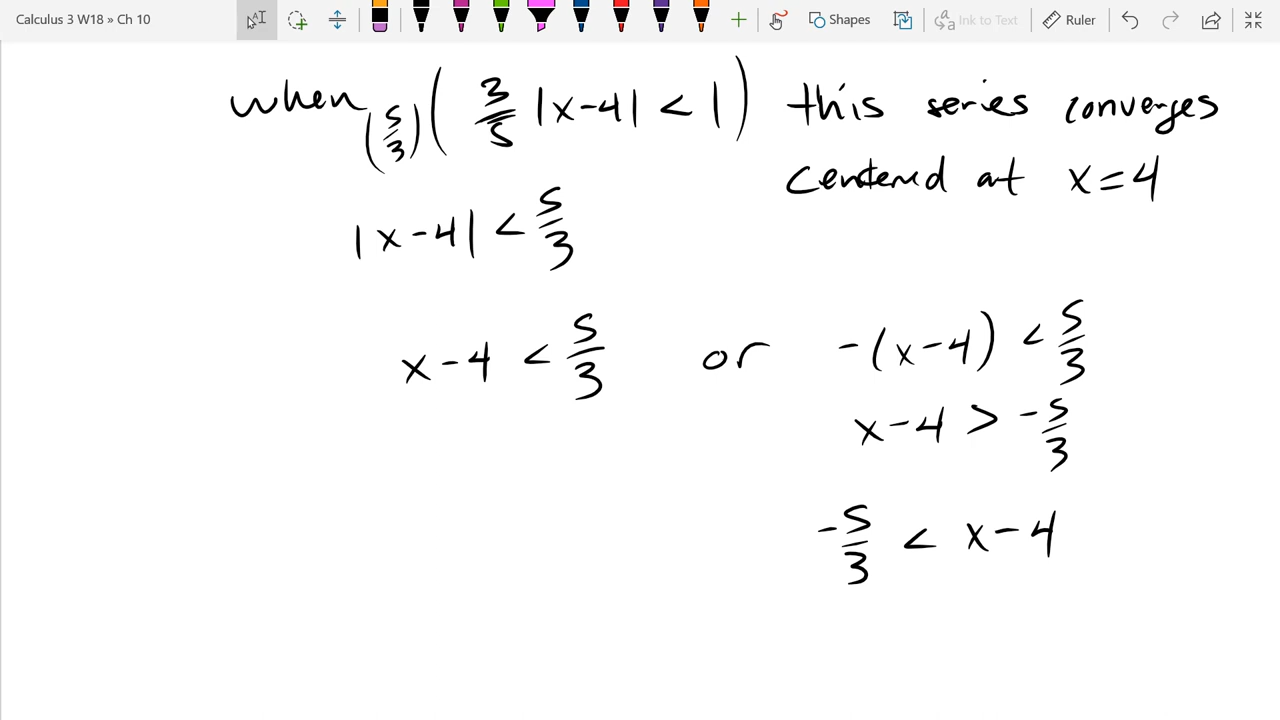 Calculus 3 W18 » Ch 10
Shapes
Ink to Text
Ruler
when (5/3)( 3/5 |x-4| < 1) this series converges
centered at x=4
|x-4| < 5/3
x-4 < 5/3 or -(x-4) < 5/3
x-4 > -5/3
-5/3 < x-4